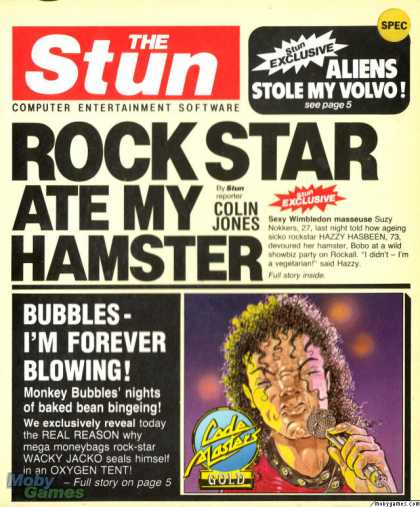 SPEC
THE
Stun
COMPUTER ENTERTAINMENT SOFTWARE
Stun
EXCLUSIVE
ALIENS
STOLE MY VOLVO!
see page 5
ROCK STAR
ATE MY
HAMSTER
By Stun
reporter
COLIN
JONES
Stun
EXCLUSIVE
Sexy Wimbledon masseuse Suzy
Nokkers, 27, last night told how ageing
sicko rockstar HAZZY HASBEEN, 73,
devoured her hamster, Bobo at a wild
showbiz party on Rockall. "I didn't – I'm
a vegetarian!" said Hazzy.
Full story inside.
BUBBLES-
I'M FOREVER
BLOWING!
Monkey Bubbles' nights
of baked bean bingeing!
We exclusively reveal today
the REAL REASON why
mega moneybags rock-star
WACKY JACKO seals himself
in an OXYGEN TENT!
– Full story on page 5
Code
Masters
GOLD
Moby
Games
mobygames.com